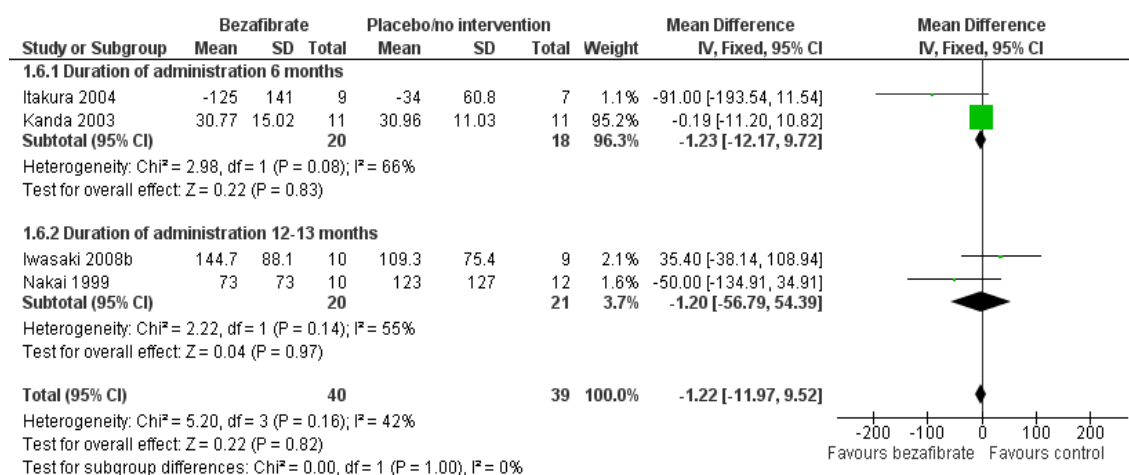 Bezafibrate Placebo/no intervention Mean Difference Mean Difference
Study or Subgroup Mean SD Total Mean SD Total Weight IV, Fixed, 95% CI IV, Fixed, 95% CI
1.6.1 Duration of administration 6 months
Itakura 2004 -125 141 9 -34 60.8 7 1.1% -91.00 [-193.54, 11.54]
Kanda 2003 30.77 15.02 11 30.96 11.03 11 95.2% -0.19 [-11.20, 10.82]
Subtotal (95% CI) 20 18 96.3% -1.23 [-12.17, 9.72]
Heterogeneity: Chi² = 2.98, df = 1 (P = 0.08); I² = 66%
Test for overall effect: Z = 0.22 (P = 0.83)
1.6.2 Duration of administration 12-13 months
Iwasaki 2008b 144.7 88.1 10 109.3 75.4 9 2.1% 35.40 [-38.14, 108.94]
Nakai 1999 73 73 10 123 127 12 1.6% -50.00 [-134.91, 34.91]
Subtotal (95% CI) 20 21 3.7% -1.20 [-56.79, 54.39]
Heterogeneity: Chi² = 2.22, df = 1 (P = 0.14); I² = 55%
Test for overall effect: Z = 0.04 (P = 0.97)
Total (95% CI) 40 39 100.0% -1.22 [-11.97, 9.52]
Heterogeneity: Chi² = 5.20, df = 3 (P = 0.16); I² = 42%
Test for overall effect: Z = 0.22 (P = 0.82)
Test for subgroup differences: Chi² = 0.00, df = 1 (P = 1.00), I² = 0%
-200 -100 0 100 200
Favours bezafibrate Favours control